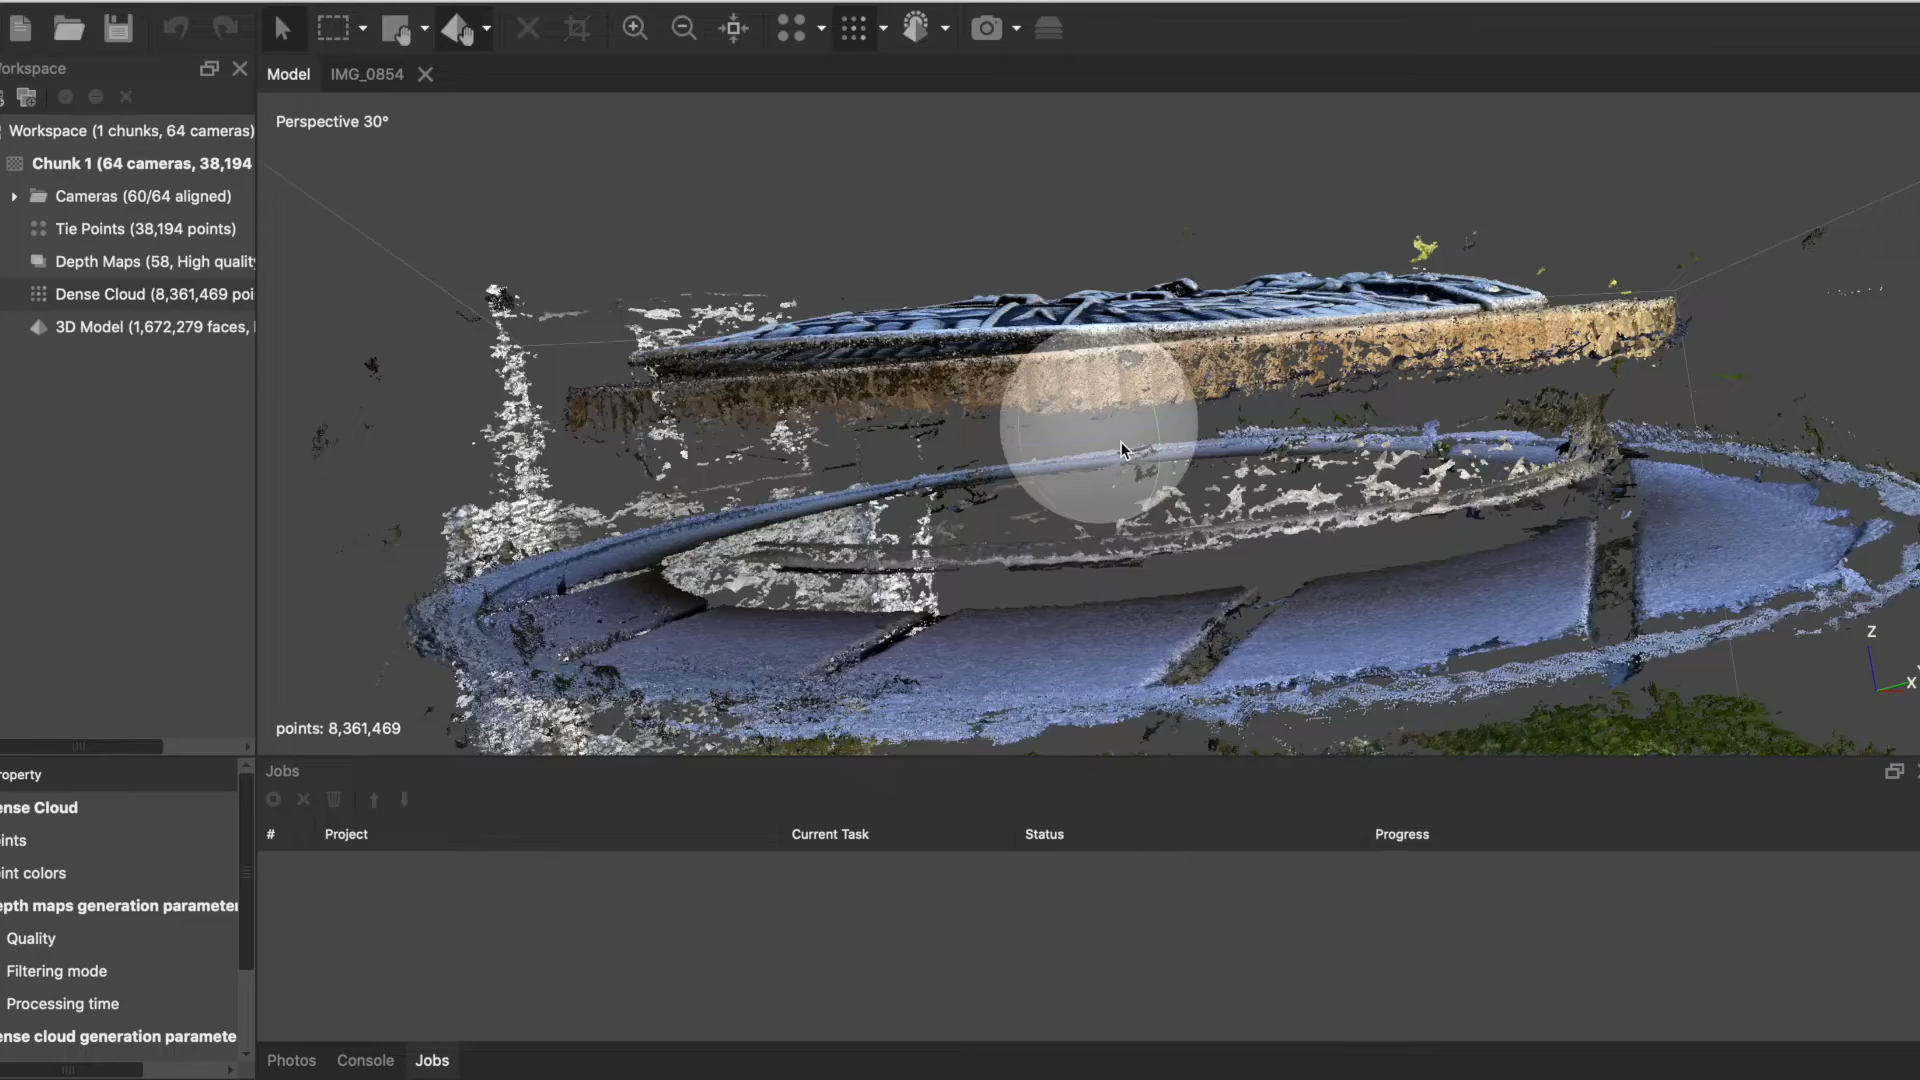 orkspace
Model
IMG_0854
Perspective 30°
Workspace (1 chunks, 64 cameras)
Chunk 1 (64 cameras, 38,194
Cameras (60/64 aligned)
Tie Points (38,194 points)
Depth Maps (58, High quality
Dense Cloud (8,361,469 poi
3D Model (1,672,279 faces,
Z
X
points: 8,361,469
roperty
Jobs
ense Cloud
# Project Current Task Status Progress
ints
int colors
epth maps generation parameter
Quality
Filtering mode
Processing time
ense cloud generation paramete
Photos Console Jobs